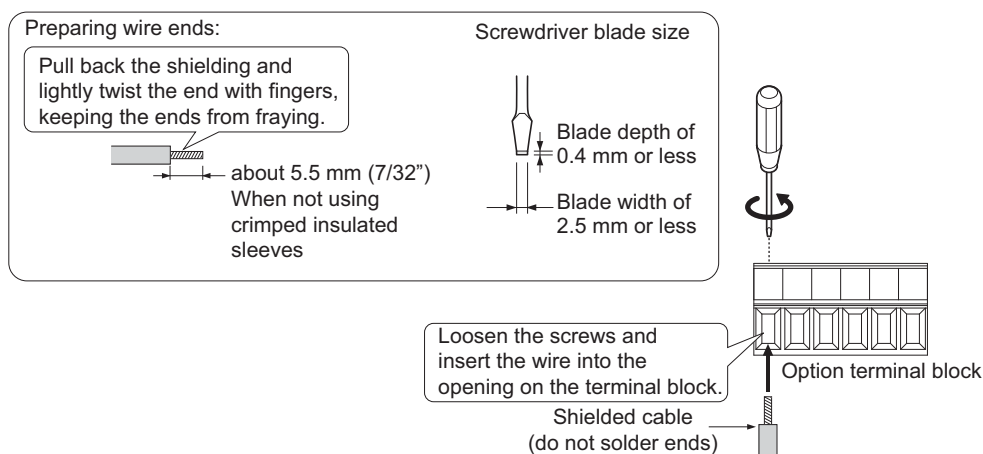 Preparing wire ends:
Pull back the shielding and
lightly twist the end with fingers,
keeping the ends from fraying.
about 5.5 mm (7/32”)
When not using
crimped insulated
sleeves
Screwdriver blade size
Blade depth of
0.4 mm or less
Blade width of
2.5 mm or less
Loosen the screws and
insert the wire into the
opening on the terminal block.
Option terminal block
Shielded cable
(do not solder ends)